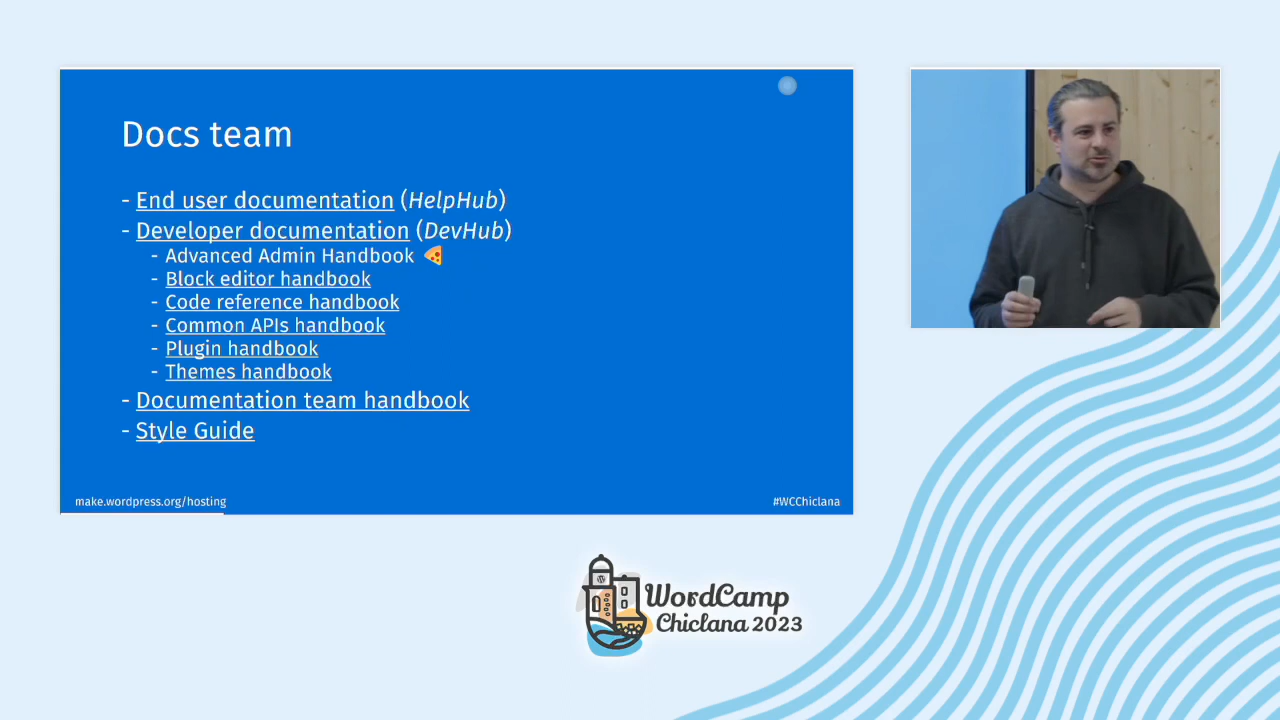 Docs team
- End user documentation (HelpHub)
- Developer documentation (DevHub)
- Advanced Admin Handbook 🍕
- Block editor handbook
- Code reference handbook
- Common APIs handbook
- Plugin handbook
- Themes handbook
- Documentation team handbook
- Style Guide
make.wordpress.org/hosting
#WCChiclana
WordCamp
Chiclana 2023